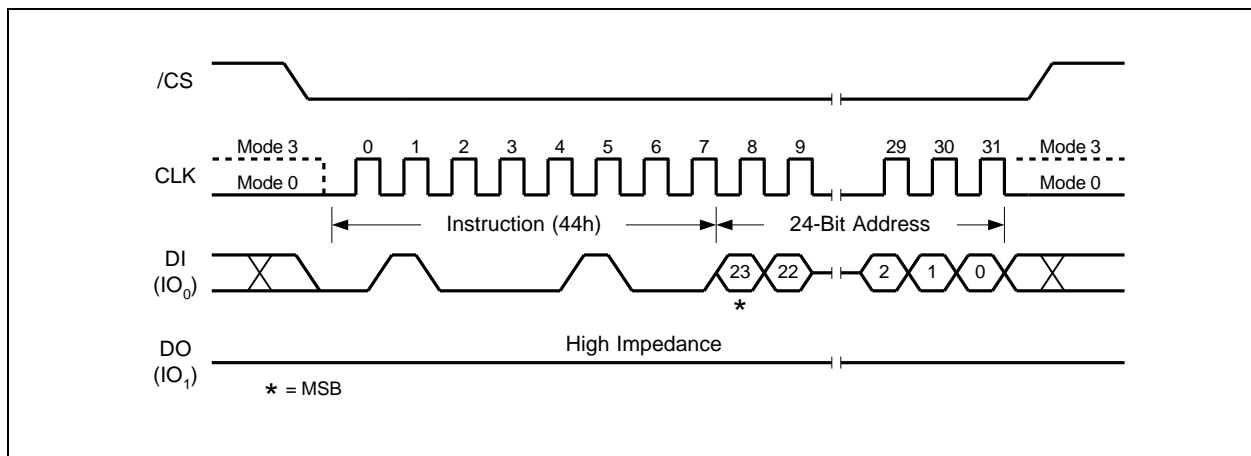 /CS
Mode 3 0 1 2 3 4 5 6 7 8 9 29 30 31 Mode 3
CLK Mode 0 Mode 0
Instruction (44h) 24-Bit Address
DI
(IO0) 23 22 2 1 0
*
DO High Impedance
(IO1)
* = MSB